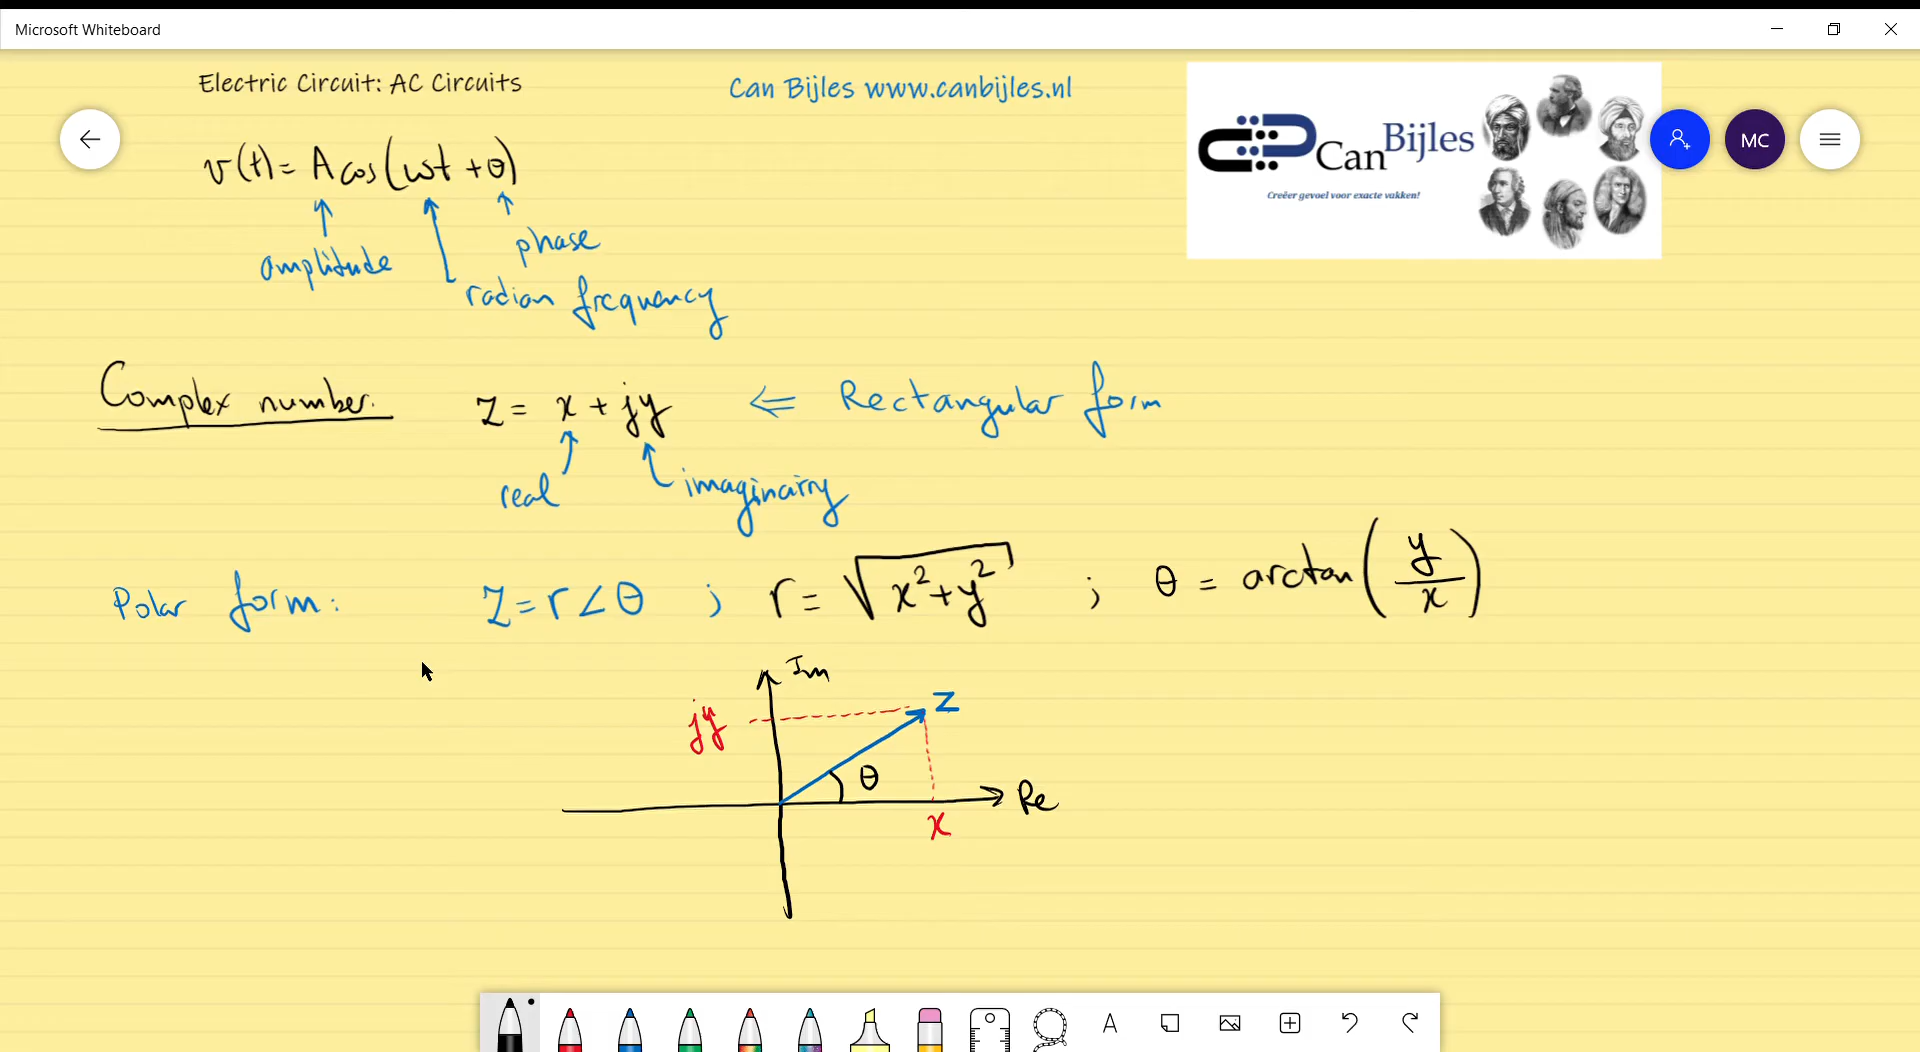 Microsoft Whiteboard
Electric Circuit: AC Circuits
Can Bijles www.canbijles.nl
Can Bijles
Creëer gevoel voor exacte vakken!
MC
v(t) = A cos(ωt + θ)
amplitude
phase
radian frequency
Complex number.
z = x + jy ⇐ Rectangular form
real
imaginarry
Polar form: z = r∠θ ; r = √(x²+y²) ; θ = arctan(y/x)
Im
jy
z
θ
Re
x
A